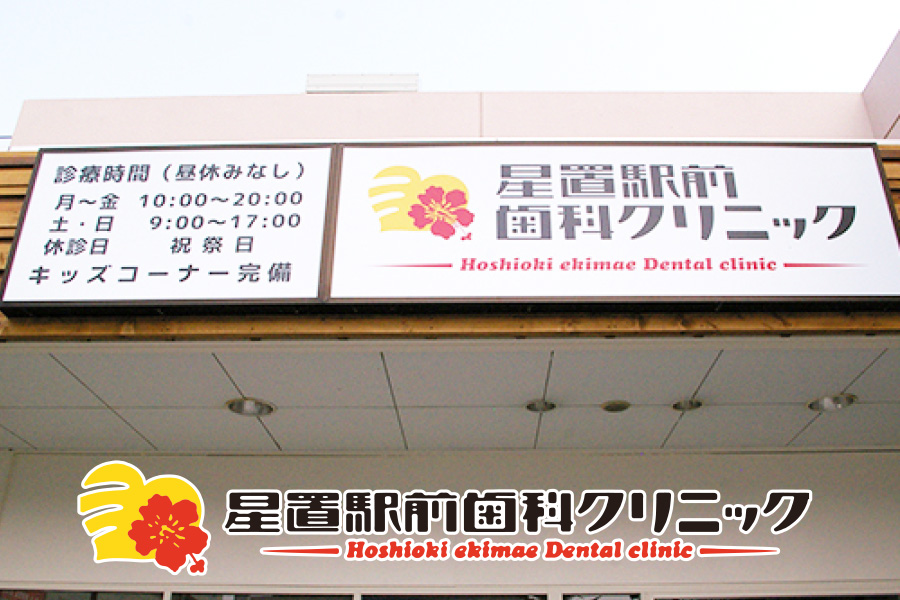 診療時間（昼休みなし）
月〜金 10:00〜20:00
土・日 9:00〜17:00
休診日 祝祭日
キッズコーナー完備
星置駅前
歯科クリニック
Hoshioki ekimae Dental clinic
星置駅前歯科クリニック
Hoshioki ekimae Dental clinic